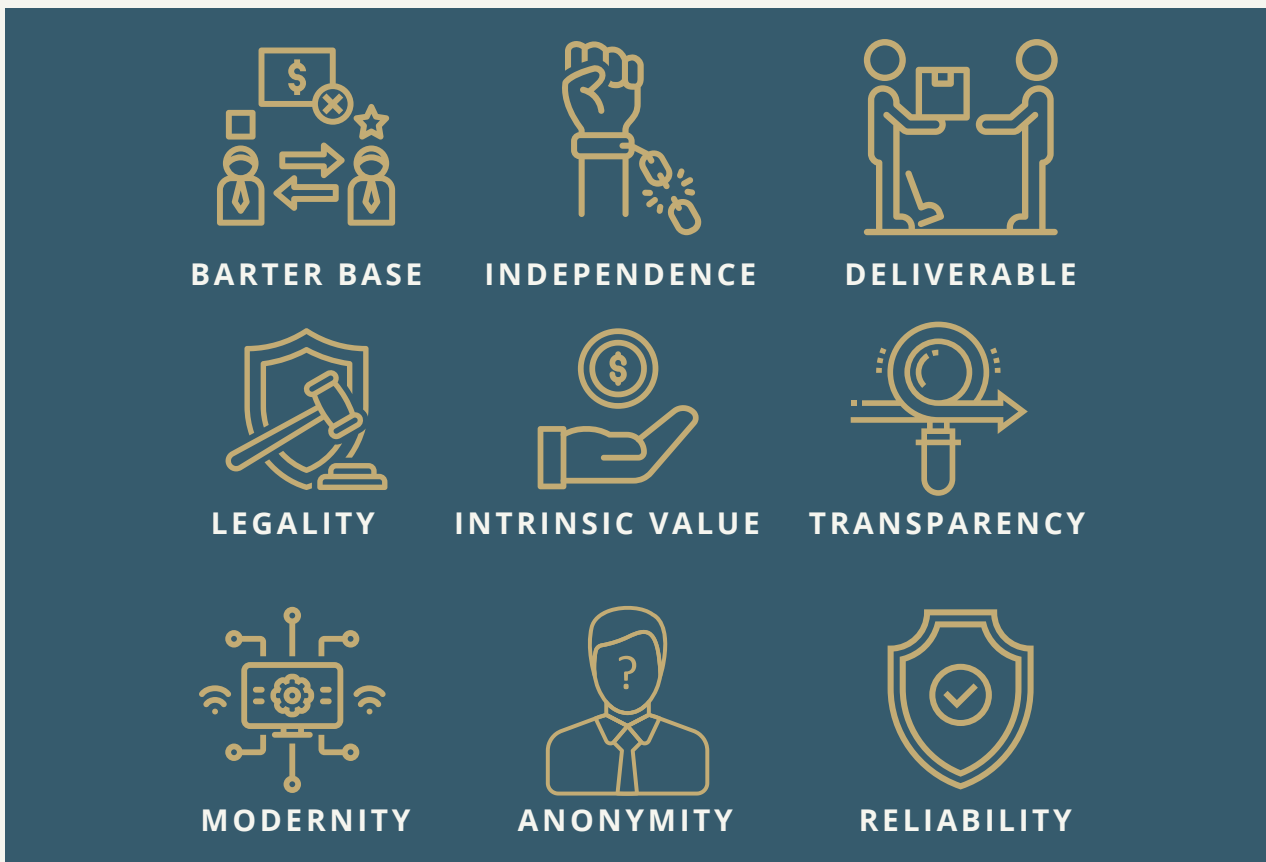 $
BARTER BASE
INDEPENDENCE
DELIVERABLE
$
LEGALITY
INTRINSIC VALUE
TRANSPARENCY
?
MODERNITY
ANONYMITY
RELIABILITY